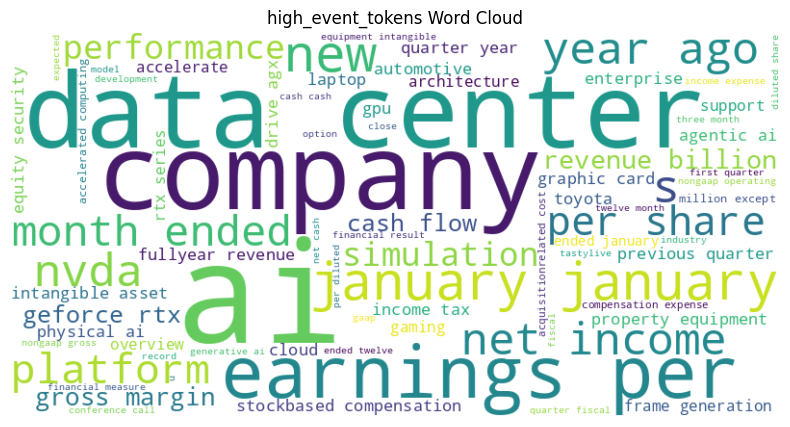 high_event_tokens Word Cloud
equipment intangible
expected
performance
new
quarter year
year ago
diluted share
model
accelerate
automotive
development
laptop
architecture
enterprise
income expense
drive agx
cash cash
equity security
accelerated computing
data center
gpu
support
option
close
three month
agentic ai
rtx series
company
revenue billion
first quarter
graphic card
s
nongaap operating
toyota
million except
twelve month
month ended
cash flow
per share
financial result
net cash
ended january
industry
fullyear revenue
simulation
tastylive
previous quarter
nvda
ai
per diluted
january january
acquisitionrelated cost
compensation expense
intangible asset
geforce rtx
income tax
property equipment
physical ai
gaap
gaming
fiscal
nongaap gross
overview
net income
record
generative ai
cloud
ended twelve
platform
u
earnings per
financial measure
gross margin
conference call
stockbased compensation
quarter fiscal
frame generation